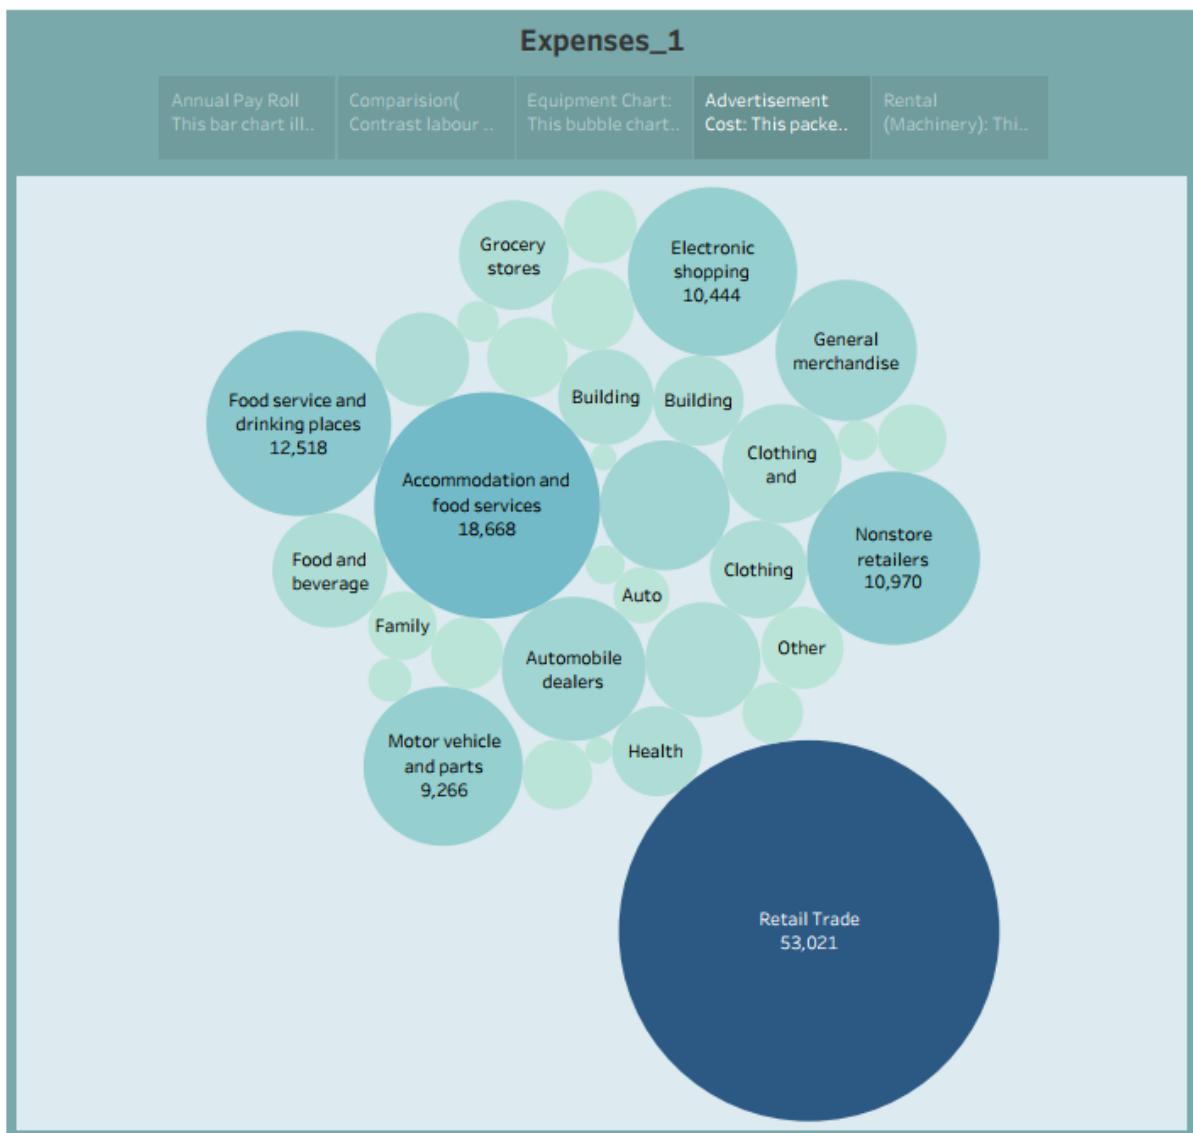 Expenses_1
Annual Pay Roll
This bar chart ill..
Comparision(
Contrast labour ..
Equipment Chart:
This bubble chart..
Advertisement
Cost: This packe..
Rental
(Machinery): Thi..
Grocery
stores
Electronic
shopping
10,444
General
merchandise
Food service and
drinking places
12,518
Building
Building
Clothing
and
Accommodation and
food services
18,668
Nonstore
retailers
10,970
Food and
beverage
Clothing
Auto
Family
Automobile
dealers
Other
Motor vehicle
and parts
9,266
Health
Retail Trade
53,021